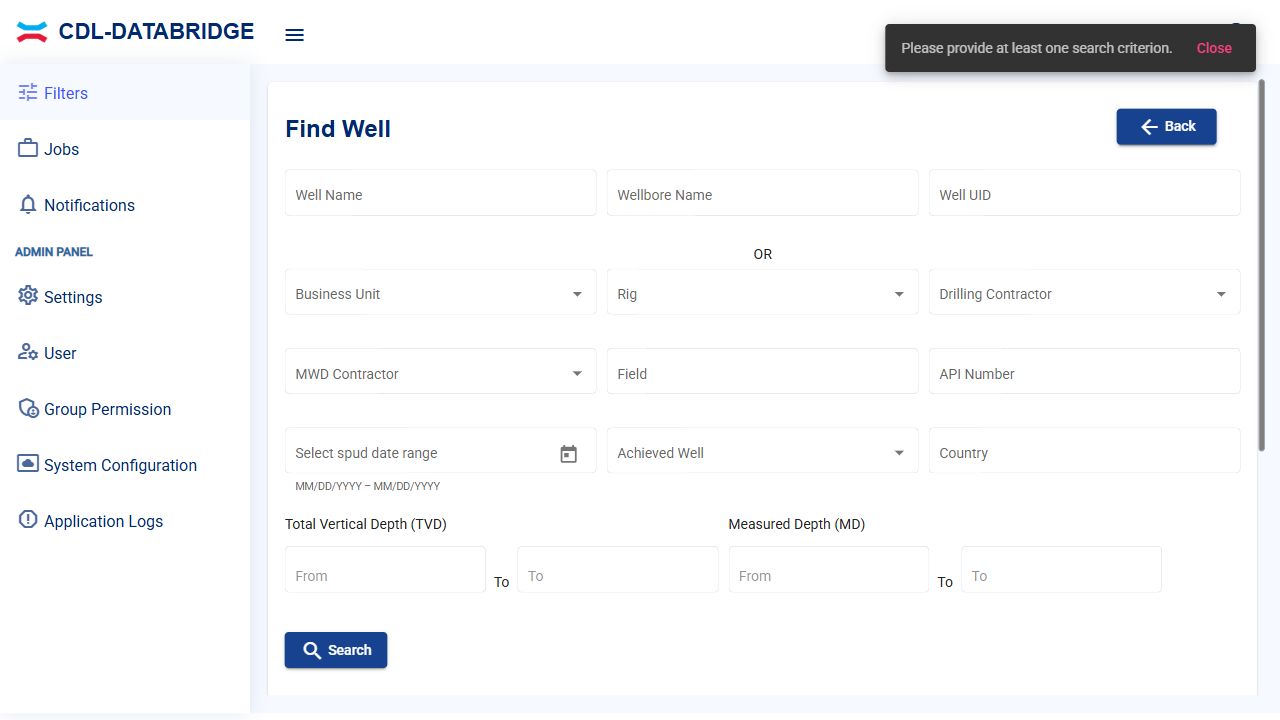 CDL-DATABRIDGE
Please provide at least one search criterion. Close
Filters
Jobs
Notifications
ADMIN PANEL
Settings
User
Group Permission
System Configuration
Application Logs
Find Well
Back
Well Name Wellbore Name Well UID
OR
Business Unit Rig Drilling Contractor
MWD Contractor Field API Number
Select spud date range Achieved Well Country
MM/DD/YYYY – MM/DD/YYYY
Total Vertical Depth (TVD) Measured Depth (MD)
From To To From To To
Search